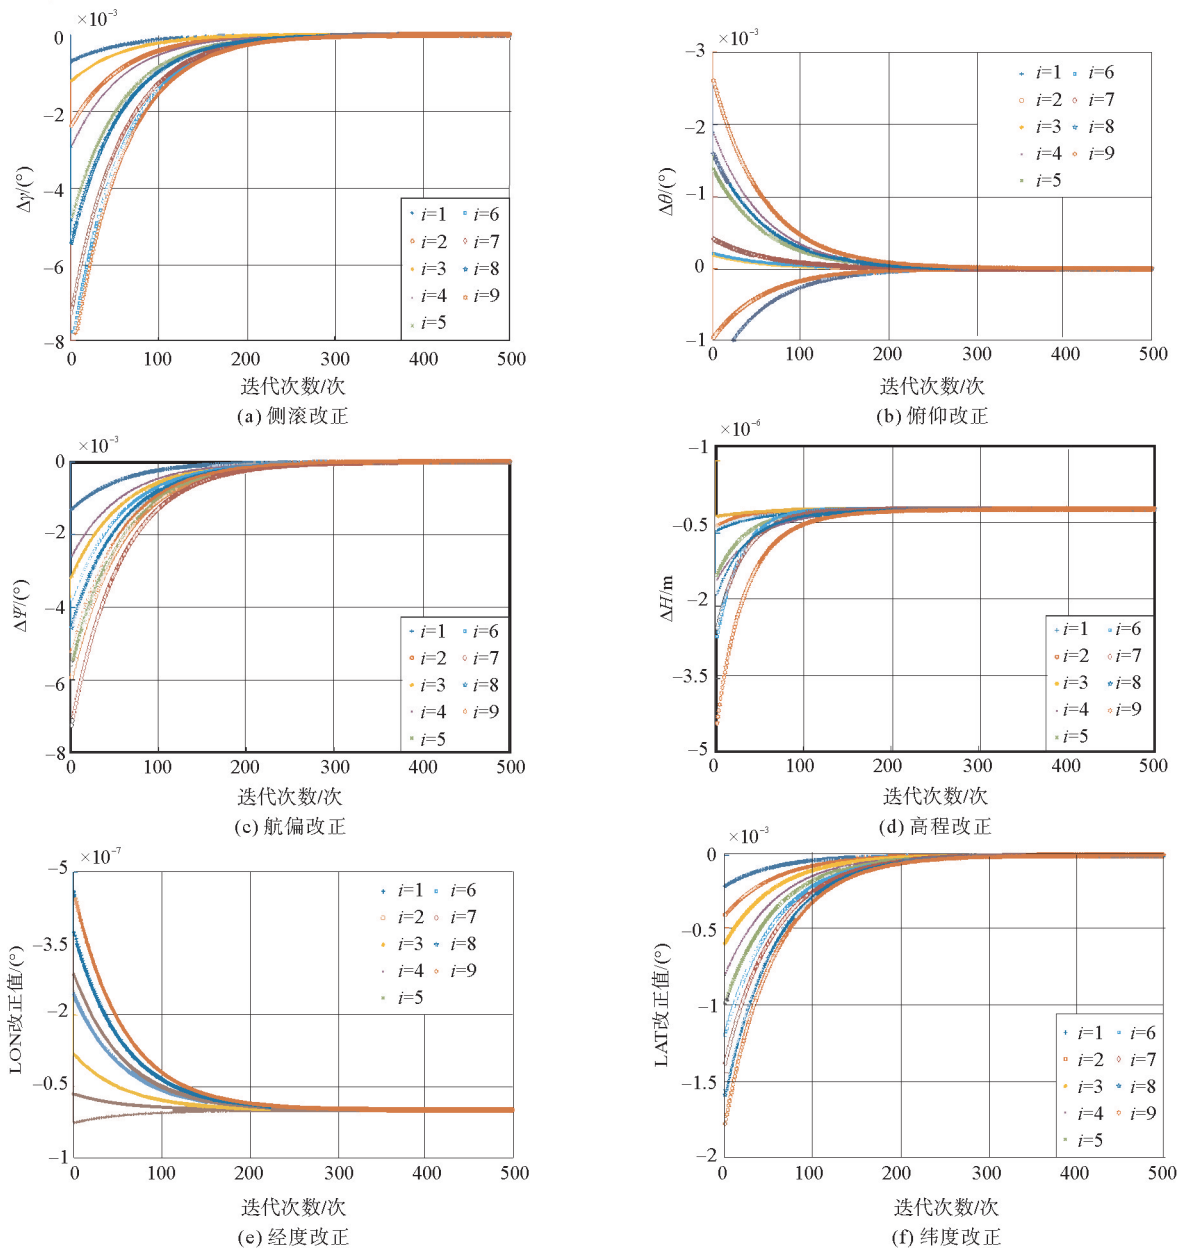 ×10⁻³
0
−2
−4
−6
−8
Δγ/(°)
i=1 i=6
i=2 i=7
i=3 i=8
i=4 i=9
i=5
0 100 200 300 400 500
迭代次数/次
(a) 侧滚改正
×10⁻³
−3
−2
−1
0
−1
Δθ/(°)
i=1 i=6
i=2 i=7
i=3 i=8
i=4 i=9
i=5
0 100 200 300 400 500
迭代次数/次
(b) 俯仰改正
×10⁻³
0
−2
−4
−6
−8
ΔΨ/(°)
i=1 i=6
i=2 i=7
i=3 i=8
i=4 i=9
i=5
0 100 200 300 400 500
迭代次数/次
(c) 航偏改正
×10⁻⁶
−1
−0.5
−2
−3.5
−5
ΔH/m
i=1 i=6
i=2 i=7
i=3 i=8
i=4 i=9
i=5
0 100 200 300 400 500
迭代次数/次
(d) 高程改正
×10⁻⁷
−5
−3.5
−2
−0.5
−1
LON改正值/(°)
i=1 i=6
i=2 i=7
i=3 i=8
i=4 i=9
i=5
0 100 200 300 400 500
迭代次数/次
(e) 经度改正
×10⁻³
0
−0.5
−1
−1.5
−2
LAT改正值/(°)
i=1 i=6
i=2 i=7
i=3 i=8
i=4 i=9
i=5
0 100 200 300 400 500
迭代次数/次
(f) 纬度改正